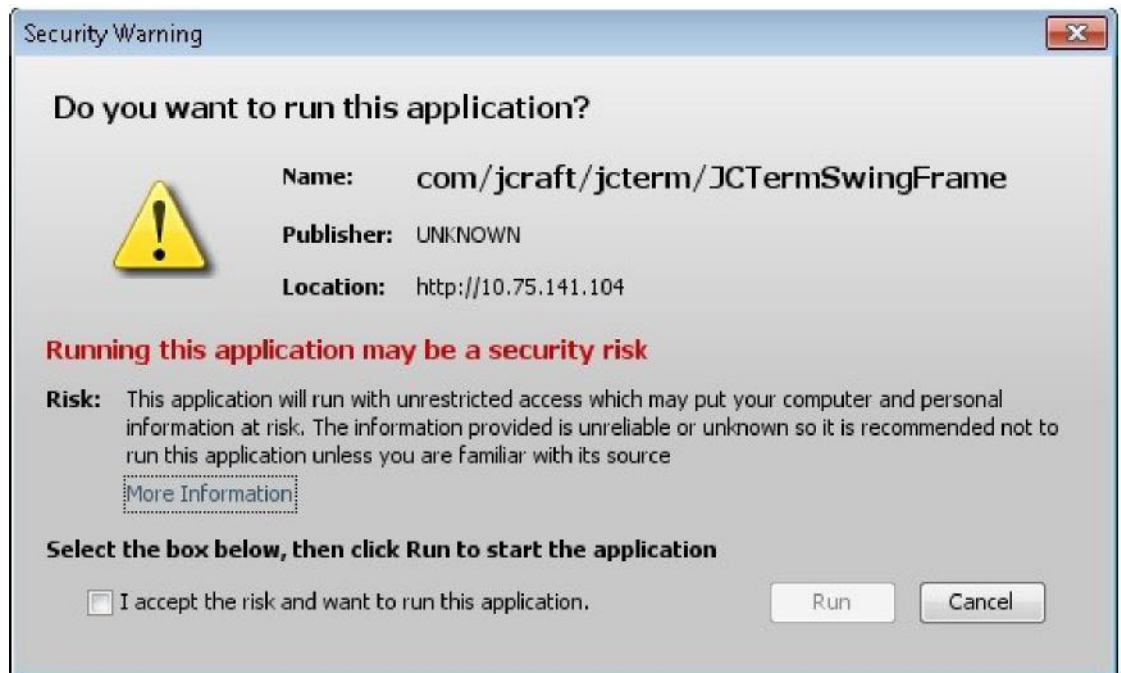 Security Warning
Do you want to run this application?
Name: com/jcraft/jcterm/JCTermSwingFrame
Publisher: UNKNOWN
Location: http://10.75.141.104
Running this application may be a security risk
Risk: This application will run with unrestricted access which may put your computer and personal
information at risk. The information provided is unreliable or unknown so it is recommended not to
run this application unless you are familiar with its source
More Information
Select the box below, then click Run to start the application
I accept the risk and want to run this application. Run Cancel